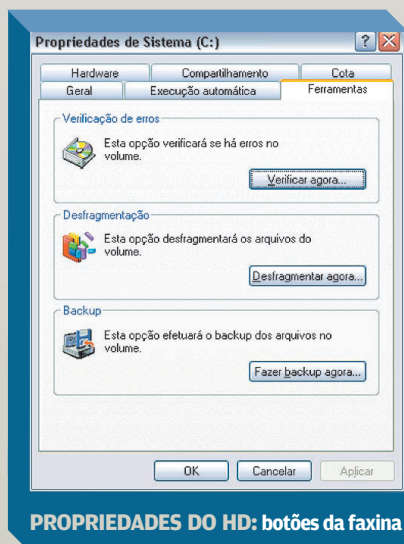 Propriedades de Sistema (C:)
Hardware Compartilhamento Cota
Geral Execução automática Ferramentas
Verificação de erros
Esta opção verificará se há erros no
volume.
Verificar agora...
Desfragmentação
Esta opção desfragmentará os arquivos do
volume.
Desfragmentar agora...
Backup
Esta opção efetuará o backup dos arquivos no
volume.
Fazer backup agora...
OK Cancelar Aplicar
PROPRIEDADES DO HD: botões da faxina